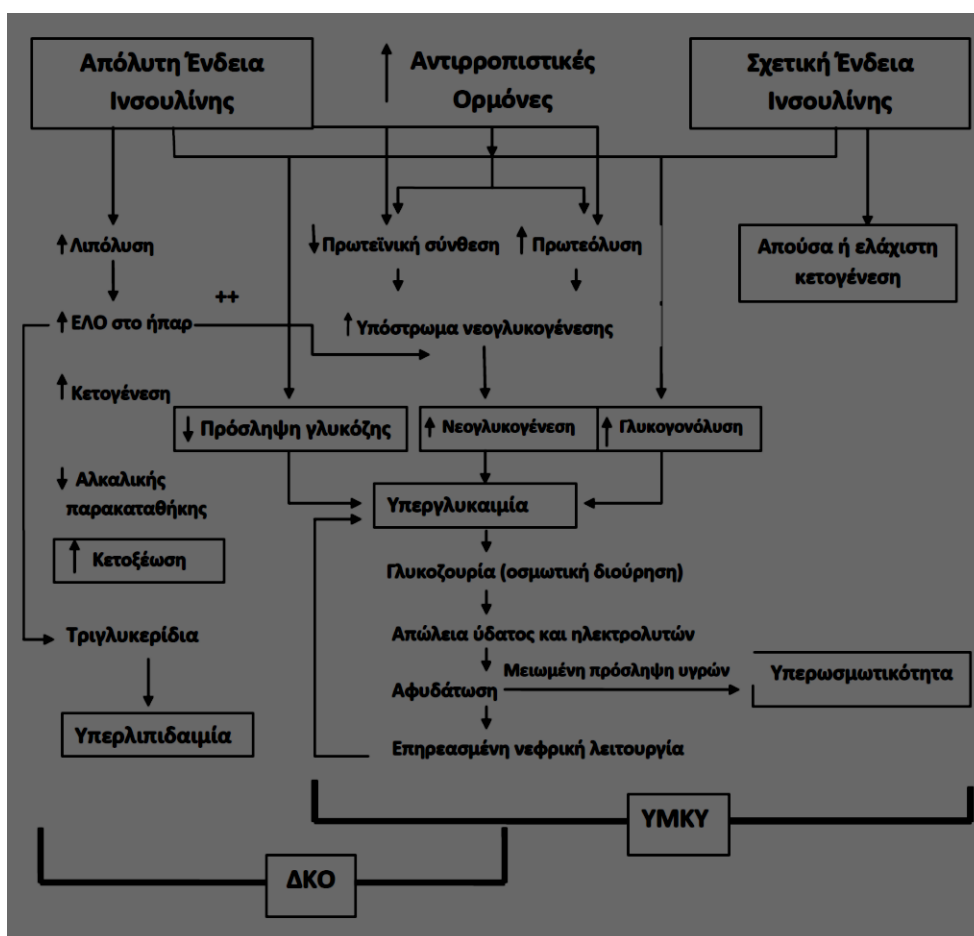 Απόλυτη Ένδεια
Ινσουλίνης
Αντιρροπιστικές
Ορμόνες
Σχετική Ένδεια
Ινσουλίνης
Λιπόλυση
Πρωτεϊνική σύνθεση
Πρωτεόλυση
Απούσα ή ελάχιστη
κετογένεση
++
ΕΛΟ στο ήπαρ
Υπόστρωμα νεογλυκογένεσης
Κετογένεση
Πρόσληψη γλυκόζης
Νεογλυκογένεση
Γλυκογονόλυση
Αλκαλικής
παρακαταθήκης
Υπεργλυκαιμία
Κετοξέωση
Γλυκοζουρία (οσμωτική διούρηση)
Τριγλυκερίδια
Απώλεια ύδατος και ηλεκτρολυτών
Μειωμένη πρόσληψη υγρών
Αφυδάτωση
Υπερωσμωτικότητα
Υπερλιπιδαιμία
Επηρεασμένη νεφρική λειτουργία
ΥΜΚΥ
ΔΚΟ